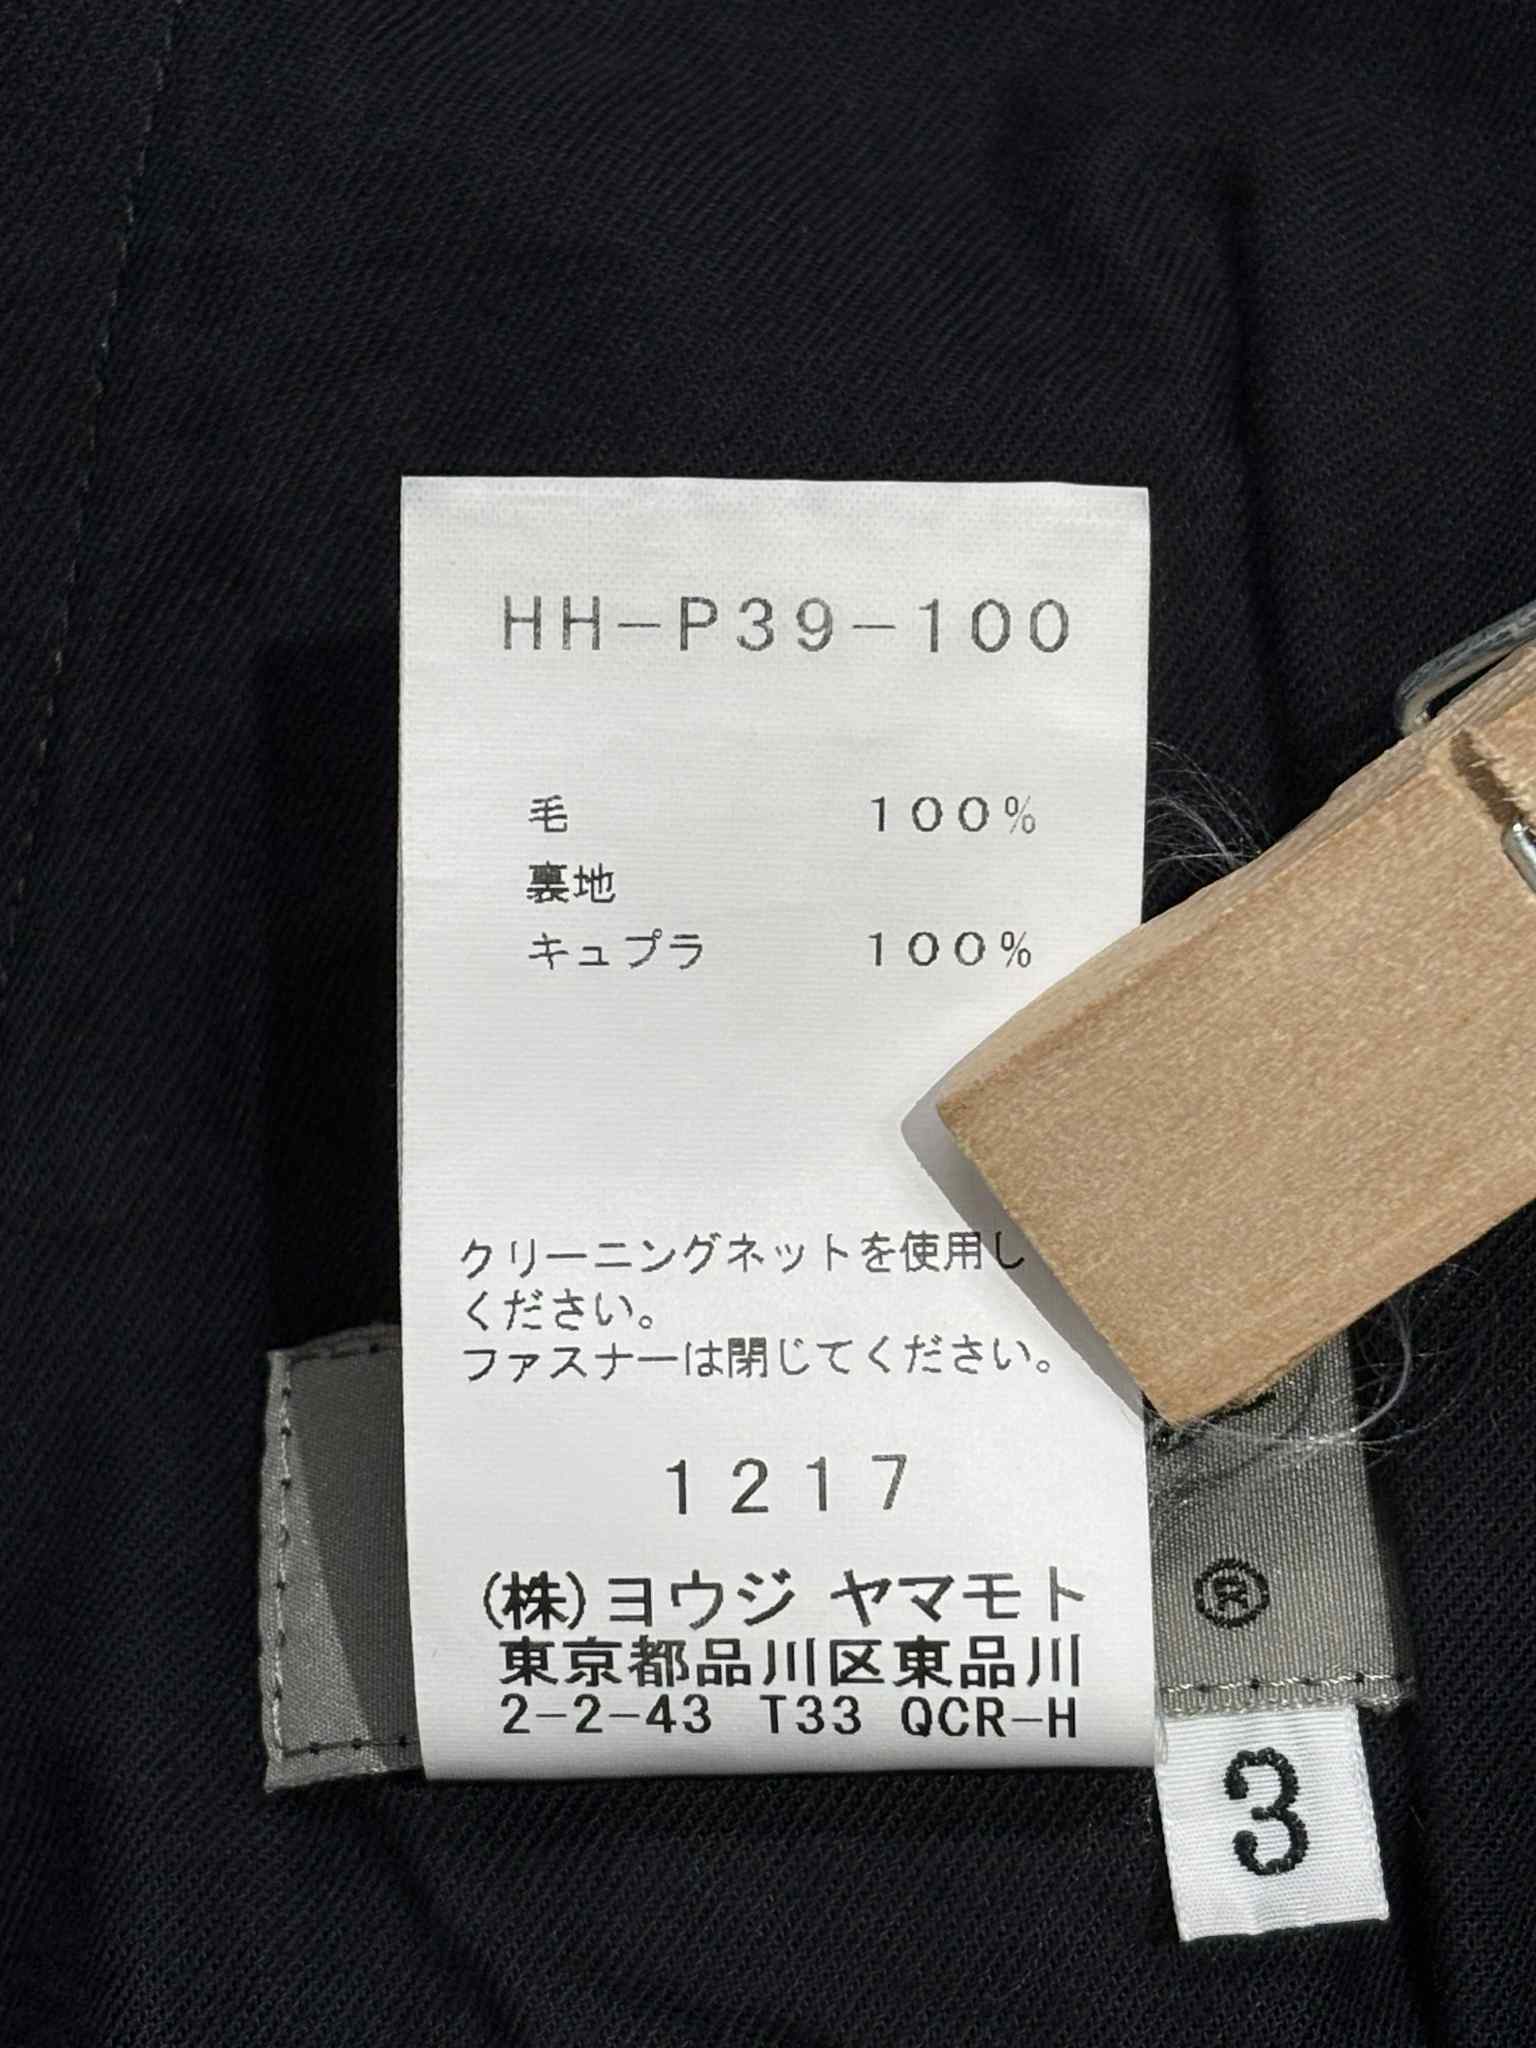 HH-P39-100
毛 100%
裏地
キュプラ 100%
クリーニングネットを使用し
ください。
ファスナーは閉じてください。
1217
(株)ヨウジ ヤマモト
東京都品川区東品川
2-2-43 T33 QCR-H
®
3